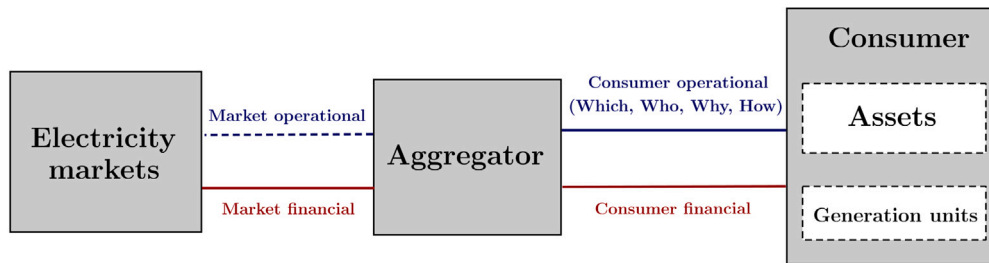 Electricity
markets
Market operational
Market financial
Aggregator
Consumer operational
(Which, Who, Why, How)
Consumer financial
Consumer
Assets
Generation units